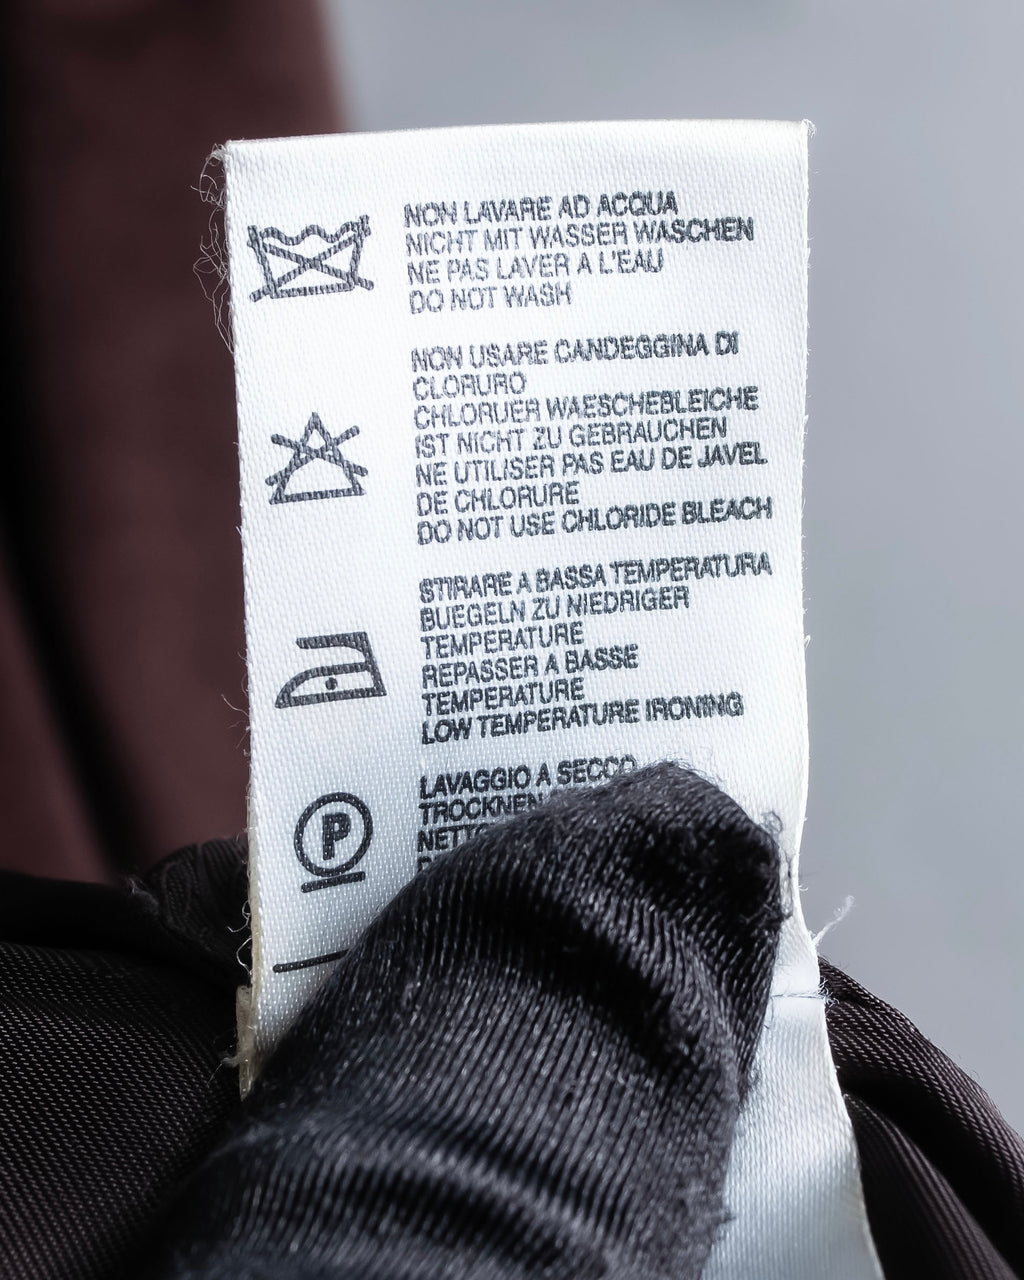 NON LAVARE AD ACQUA
NICHT MIT WASSER WASCHEN
NE PAS LAVER A L'EAU
DO NOT WASH
NON USARE CANDEGGINA DI
CLORURO
CHLORUER WAESCHEBLEICHE
IST NICHT ZU GEBRAUCHEN
NE UTILISER PAS EAU DE JAVEL
DE CHLORURE
DO NOT USE CHLORIDE BLEACH
STIRARE A BASSA TEMPERATURA
BUEGELN ZU NIEDRIGER
TEMPERATURE
REPASSER A BASSE
TEMPERATURE
LOW TEMPERATURE IRONING
P
LAVAGGIO A SECCO
TROCKNEN